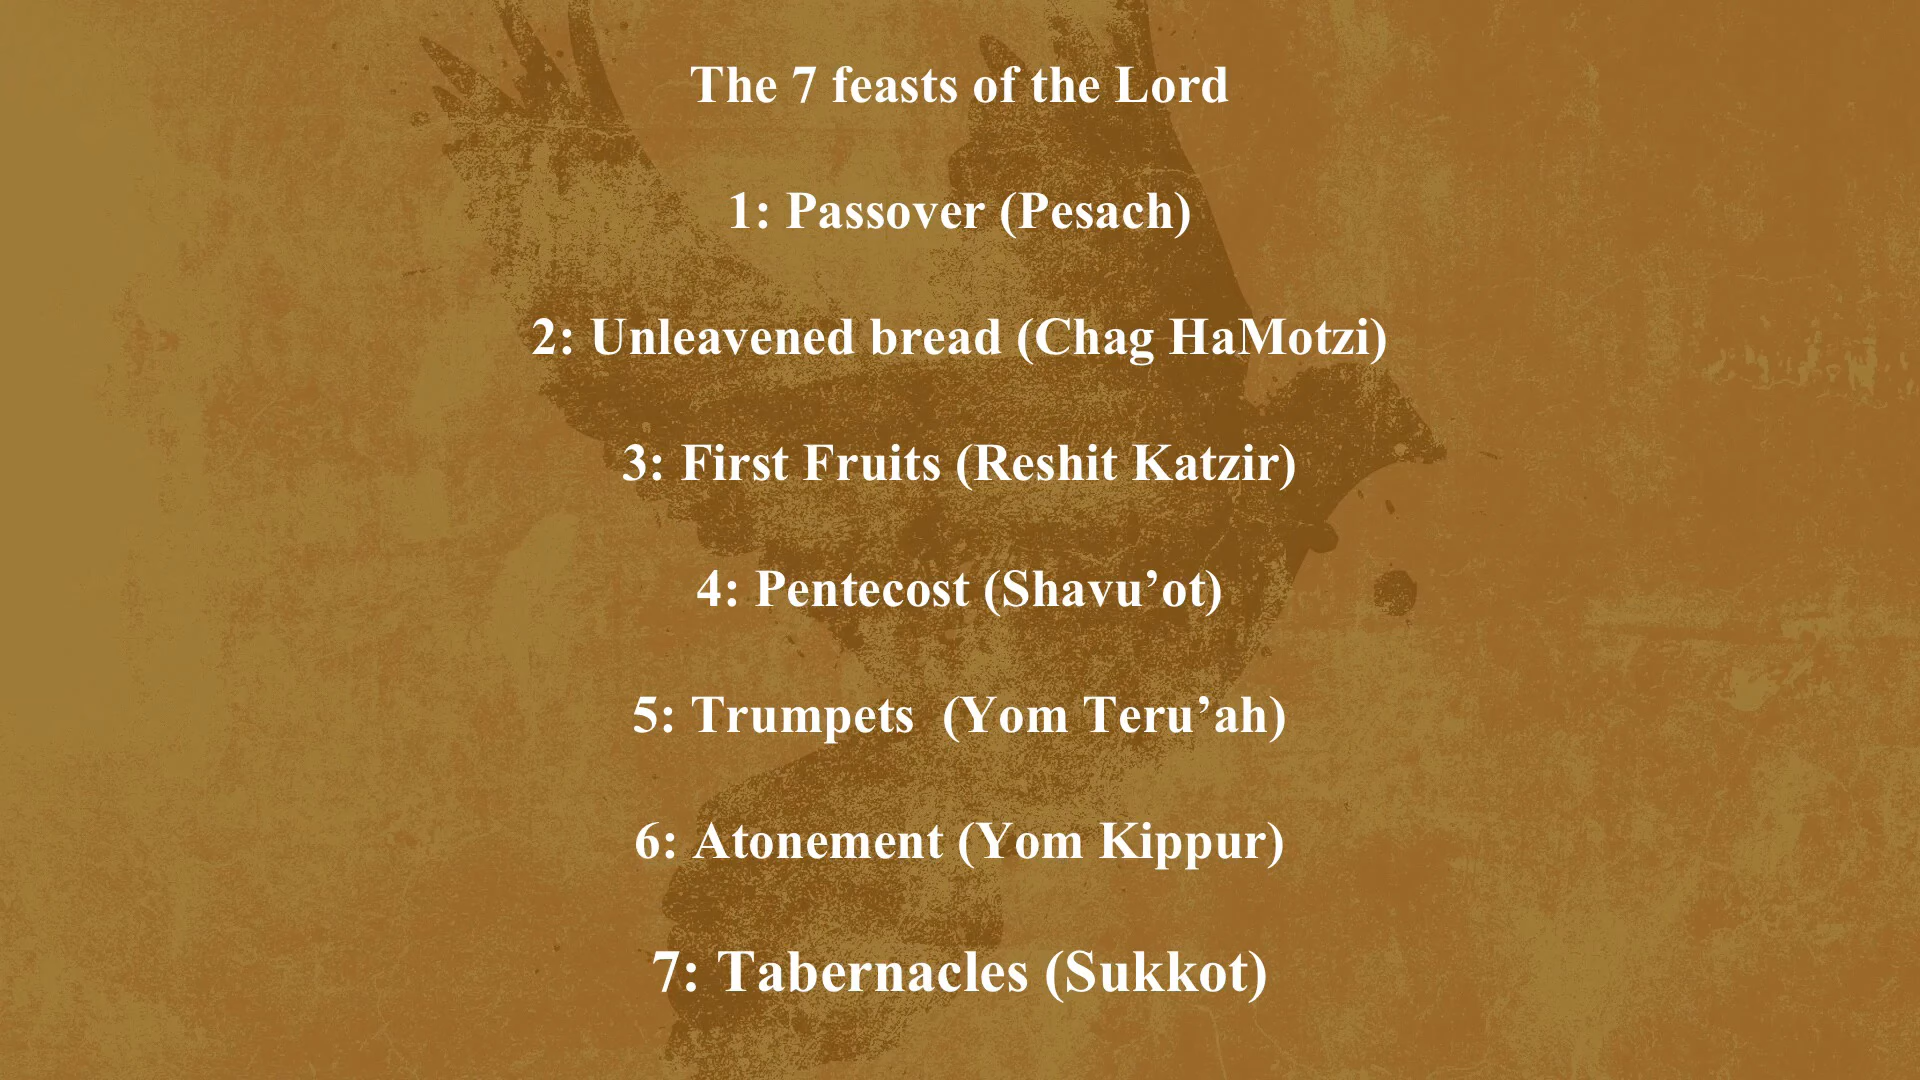 The 7 feasts of the Lord
1: Passover (Pesach)
2: Unleavened bread (Chag HaMotzi)
3: First Fruits (Reshit Katzir)
4: Pentecost (Shavu’ot)
5: Trumpets  (Yom Teru’ah)
6: Atonement (Yom Kippur)
7: Tabernacles (Sukkot)